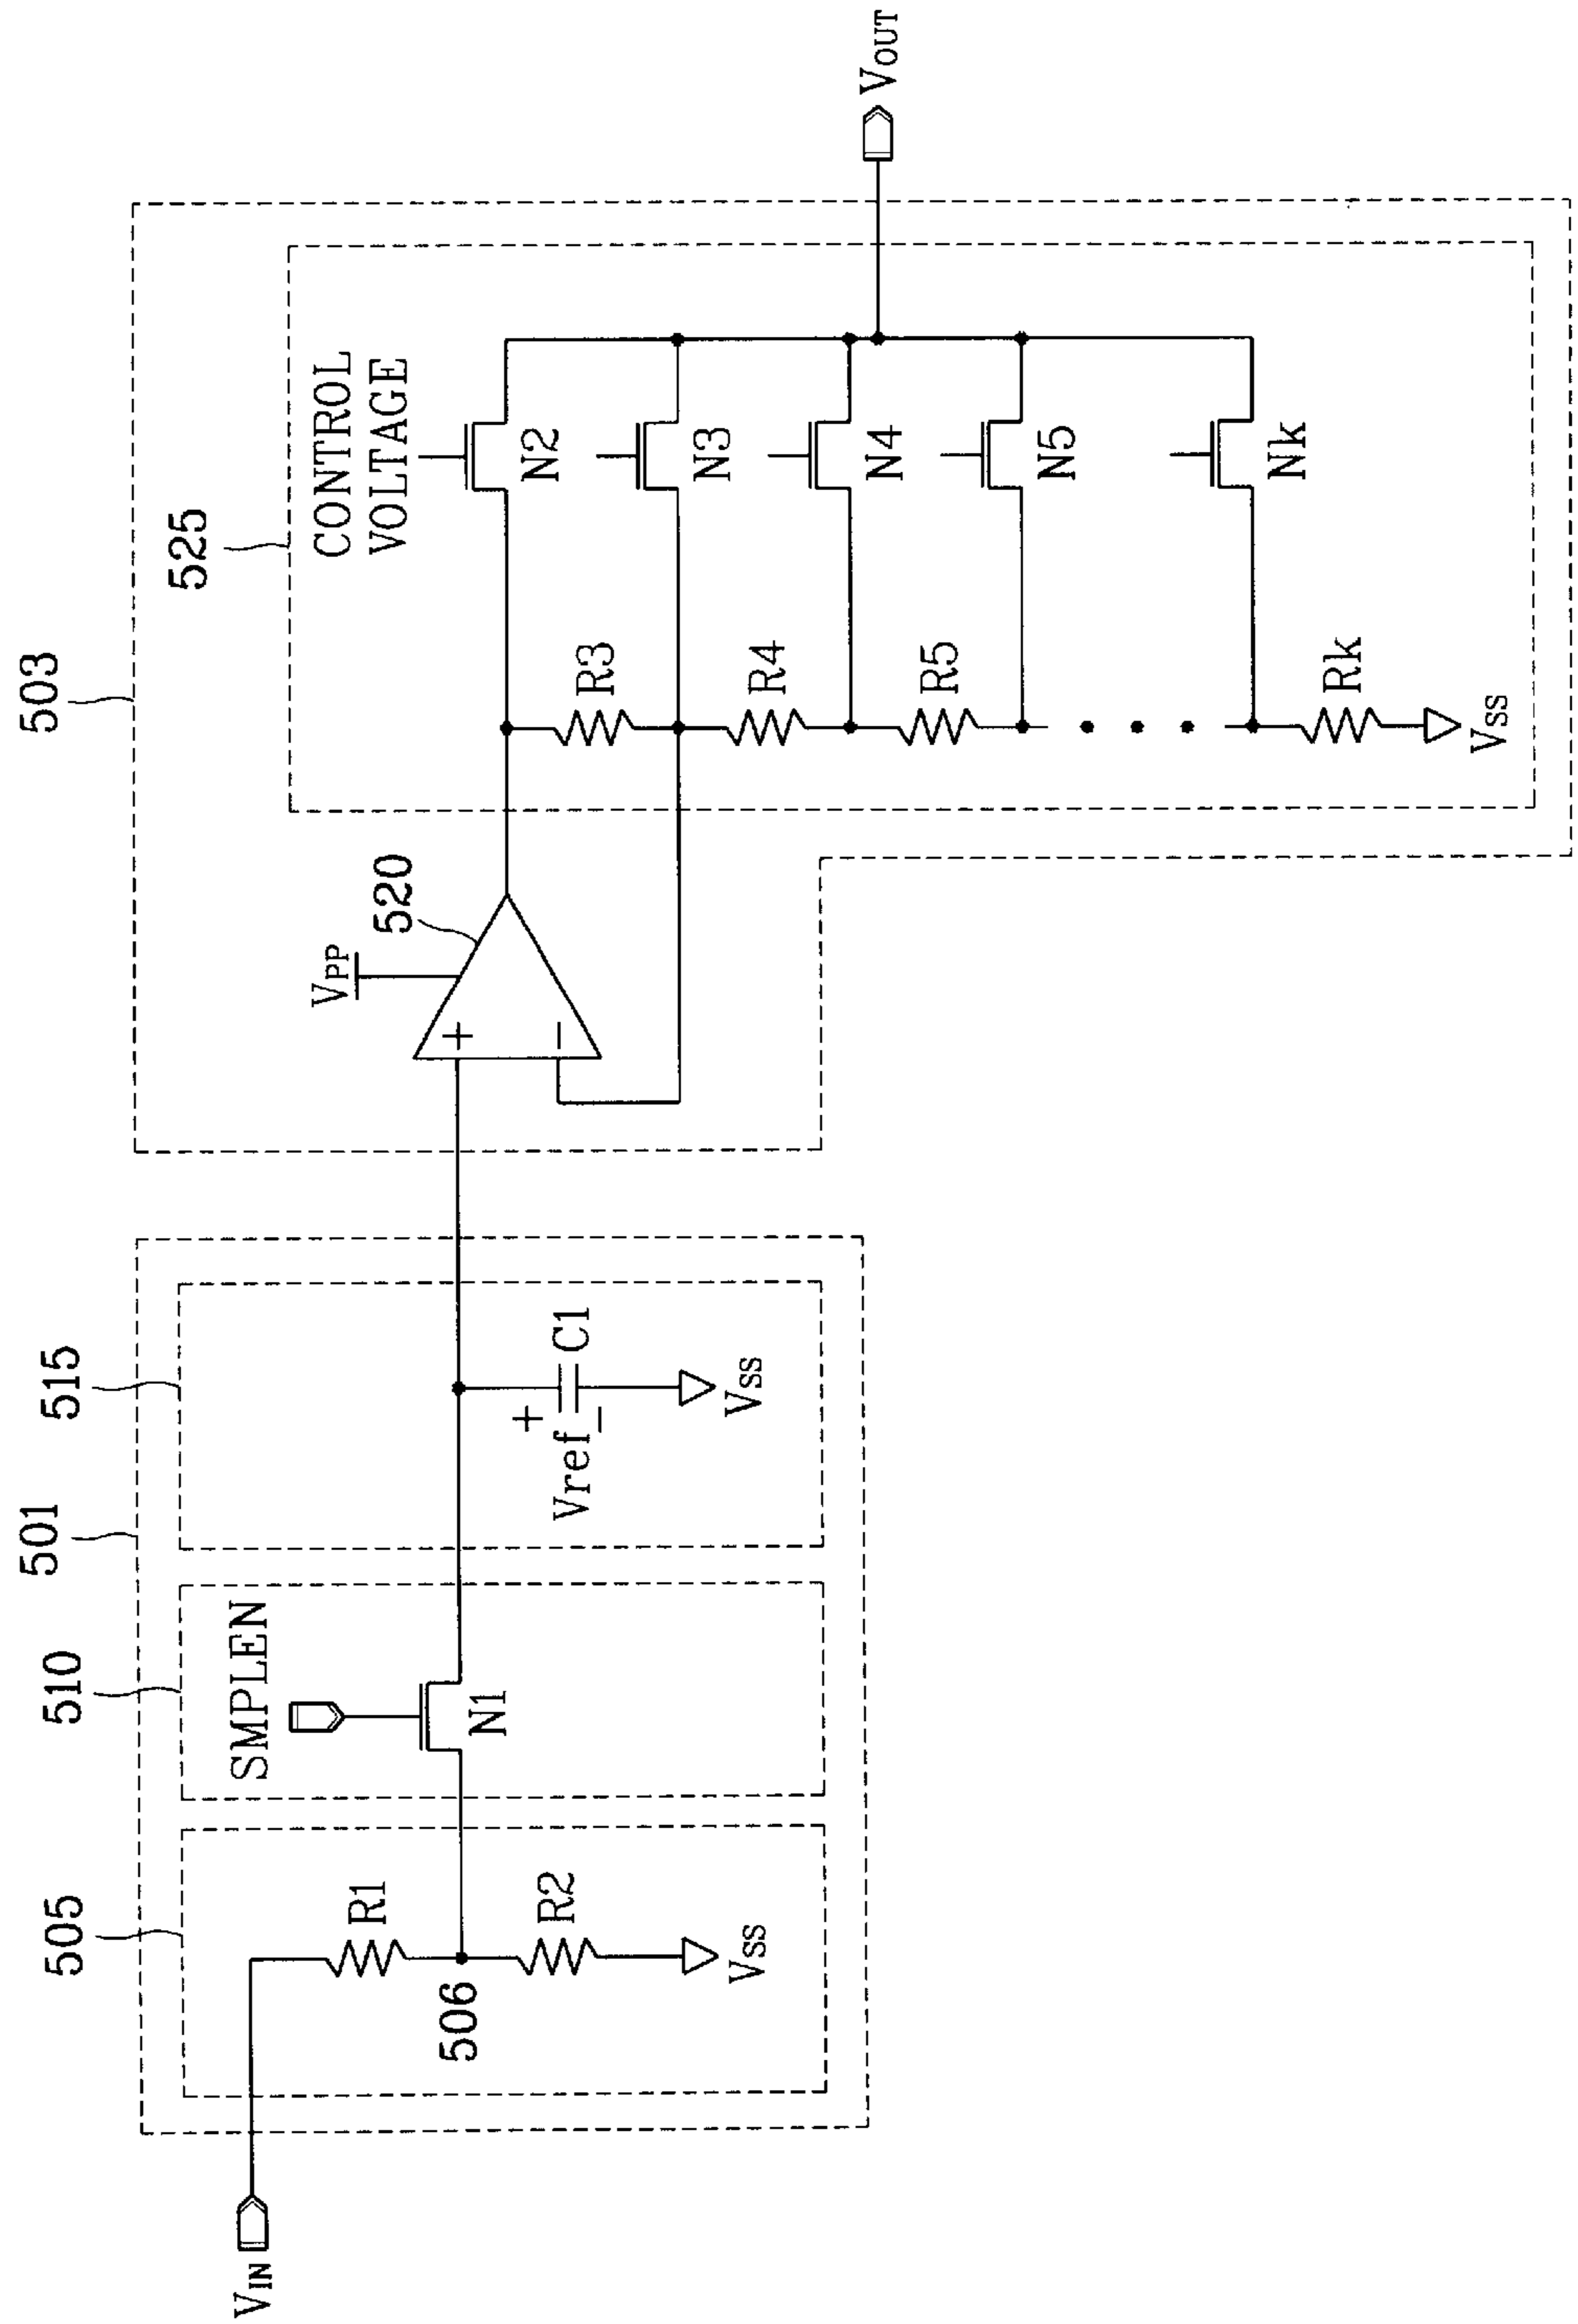 503
525
CONTROL
VOLTAGE
N2
N3
N4
N5
Nk
R3
R4
R5
Rk
VSS
VOUT
VPP
520
+
−
501
515
+
Vref
−
C1
VSS
510
SMPLEN
N1
505
R1
506
R2
VSS
VIN